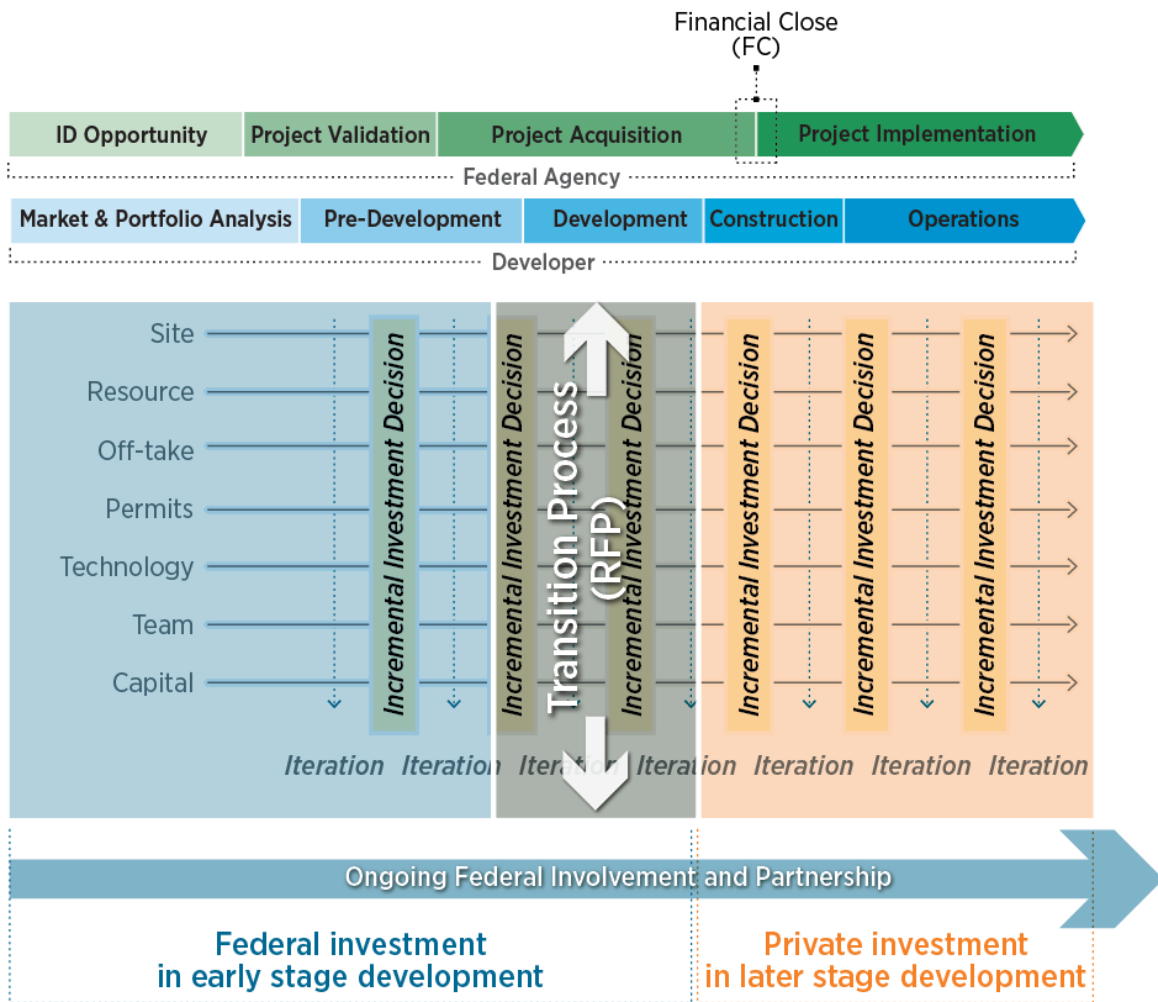 Financial Close
(FC)
ID Opportunity
Project Validation
Project Acquisition
Project Implementation
Federal Agency
Market & Portfolio Analysis
Pre-Development
Development
Construction
Operations
Developer
Site
Resource
Off-take
Permits
Technology
Team
Capital
Incremental Investment Decision
Incremental Investment Decision
Transition Process
(RFP)
Incremental Investment Decision
Incremental Investment Decision
Incremental Investment Decision
Incremental Investment Decision
Iteration
Iteration
Iteration
Iteration
Iteration
Iteration
Iteration
Ongoing Federal Involvement and Partnership
Federal investment
in early stage development
Private investment
in later stage development